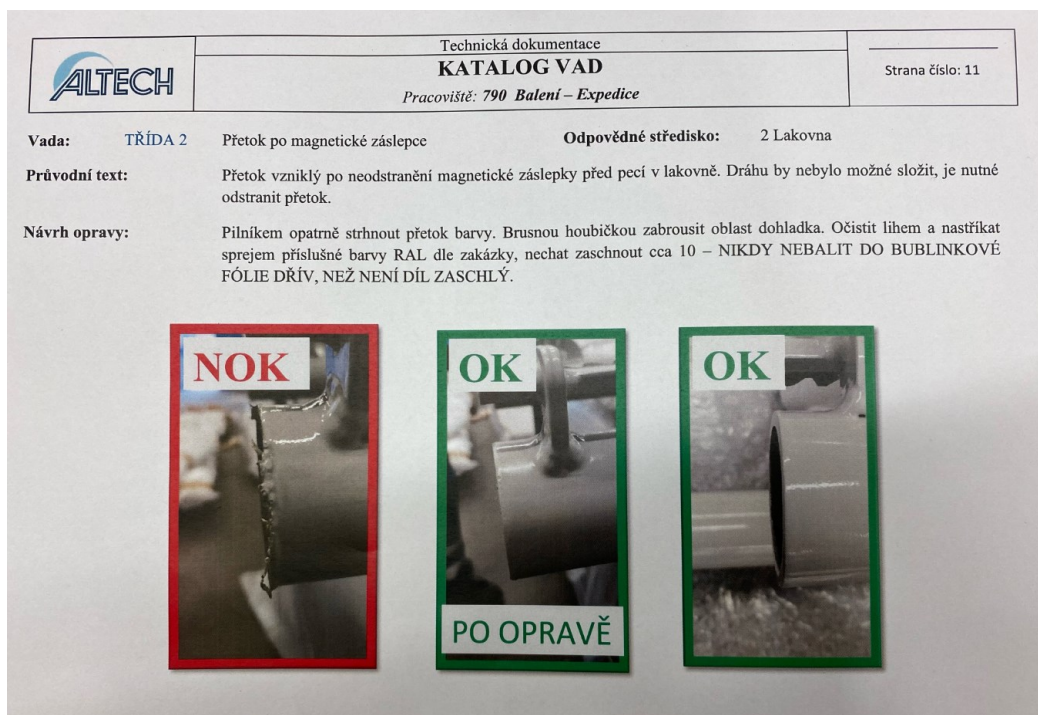 ALTECH
Technická dokumentace
KATALOG VAD
Pracoviště: 790 Balení – Expedice
Strana číslo: 11
Vada: TŘÍDA 2 Přetok po magnetické záslepce Odpovědné středisko: 2 Lakovna
Průvodní text: Přetok vzniklý po neodstranění magnetické záslepky před pecí v lakovně. Dráhu by nebylo možné složit, je nutné
odstranit přetok.
Návrh opravy: Pilníkem opatrně strhnout přetok barvy. Brusnou houbičkou zabrousit oblast dohladka. Očistit lihem a nastříkat
sprejem příslušné barvy RAL dle zakázky, nechat zaschnout cca 10 – NIKDY NEBALIT DO BUBLINKOVÉ
FÓLIE DŘÍV, NEŽ NENÍ DÍL ZASCHLÝ.
NOK
OK
OK
PO OPRAVĚ